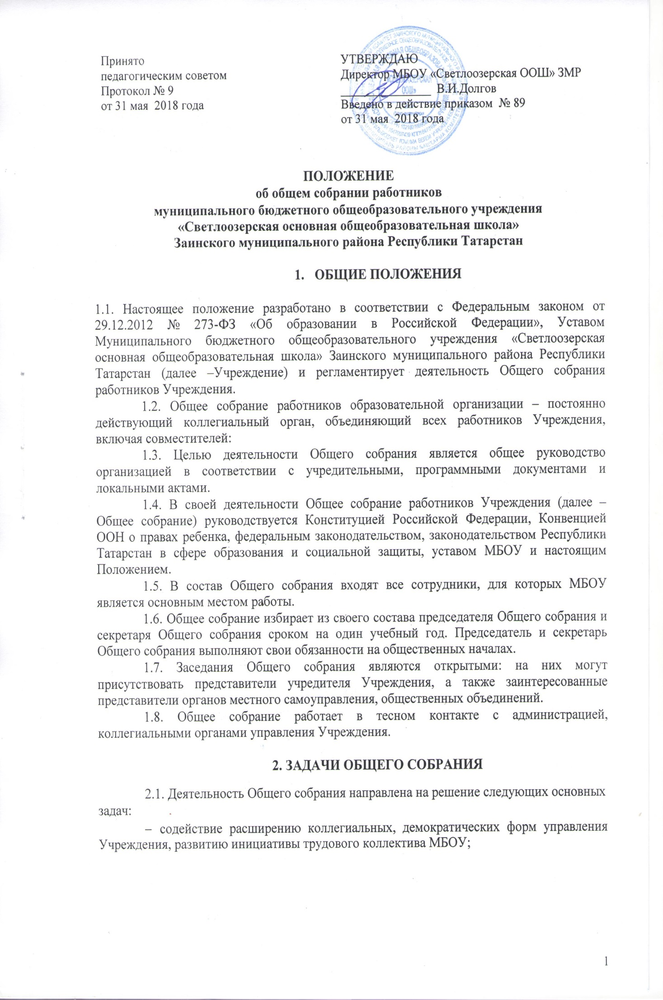 Принято
педагогическим советом
Протокол № 9
от 31 мая 2018 года
УТВЕРЖДАЮ
Директор МБОУ «Светлоозерская ООШ» ЗМР
_______________ В.И.Долгов
Введено в действие приказом № 89
от 31 мая 2018 года
ПОЛОЖЕНИЕ
об общем собрании работников
муниципального бюджетного общеобразовательного учреждения
«Светлоозерская основная общеобразовательная школа»
Заинского муниципального района Республики Татарстан
1. ОБЩИЕ ПОЛОЖЕНИЯ
1.1. Настоящее положение разработано в соответствии с Федеральным законом от
29.12.2012 № 273-ФЗ «Об образовании в Российской Федерации», Уставом
Муниципального бюджетного общеобразовательного учреждения «Светлоозерская
основная общеобразовательная школа» Заинского муниципального района Республики
Татарстан (далее –Учреждение) и регламентирует деятельность Общего собрания
работников Учреждения.
1.2. Общее собрание работников образовательной организации – постоянно
действующий коллегиальный орган, объединяющий всех работников Учреждения,
включая совместителей:
1.3. Целью деятельности Общего собрания является общее руководство
организацией в соответствии с учредительными, программными документами и
локальными актами.
1.4. В своей деятельности Общее собрание работников Учреждения (далее –
Общее собрание) руководствуется Конституцией Российской Федерации, Конвенцией
ООН о правах ребенка, федеральным законодательством, законодательством Республики
Татарстан в сфере образования и социальной защиты, уставом МБОУ и настоящим
Положением.
1.5. В состав Общего собрания входят все сотрудники, для которых МБОУ
является основным местом работы.
1.6. Общее собрание избирает из своего состава председателя Общего собрания и
секретаря Общего собрания сроком на один учебный год. Председатель и секретарь
Общего собрания выполняют свои обязанности на общественных началах.
1.7. Заседания Общего собрания являются открытыми: на них могут
присутствовать представители учредителя Учреждения, а также заинтересованные
представители органов местного самоуправления, общественных объединений.
1.8. Общее собрание работает в тесном контакте с администрацией,
коллегиальными органами управления Учреждения.
2. ЗАДАЧИ ОБЩЕГО СОБРАНИЯ
2.1. Деятельность Общего собрания направлена на решение следующих основных
задач:
– содействие расширению коллегиальных, демократических форм управления
Учреждения, развитию инициативы трудового коллектива МБОУ;
1